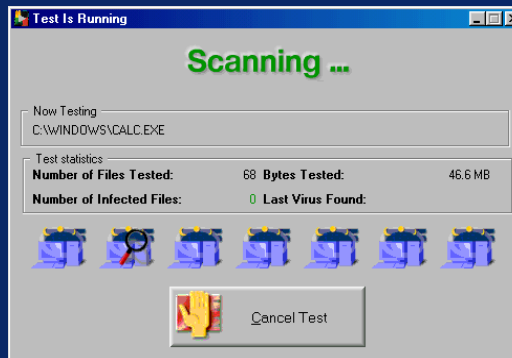 Test Is Running
Scanning ...
Now Testing
C:\WINDOWS\CALC.EXE
Test statistics
Number of Files Tested: 68 Bytes Tested: 46.6 MB
Number of Infected Files: 0 Last Virus Found:
Cancel Test